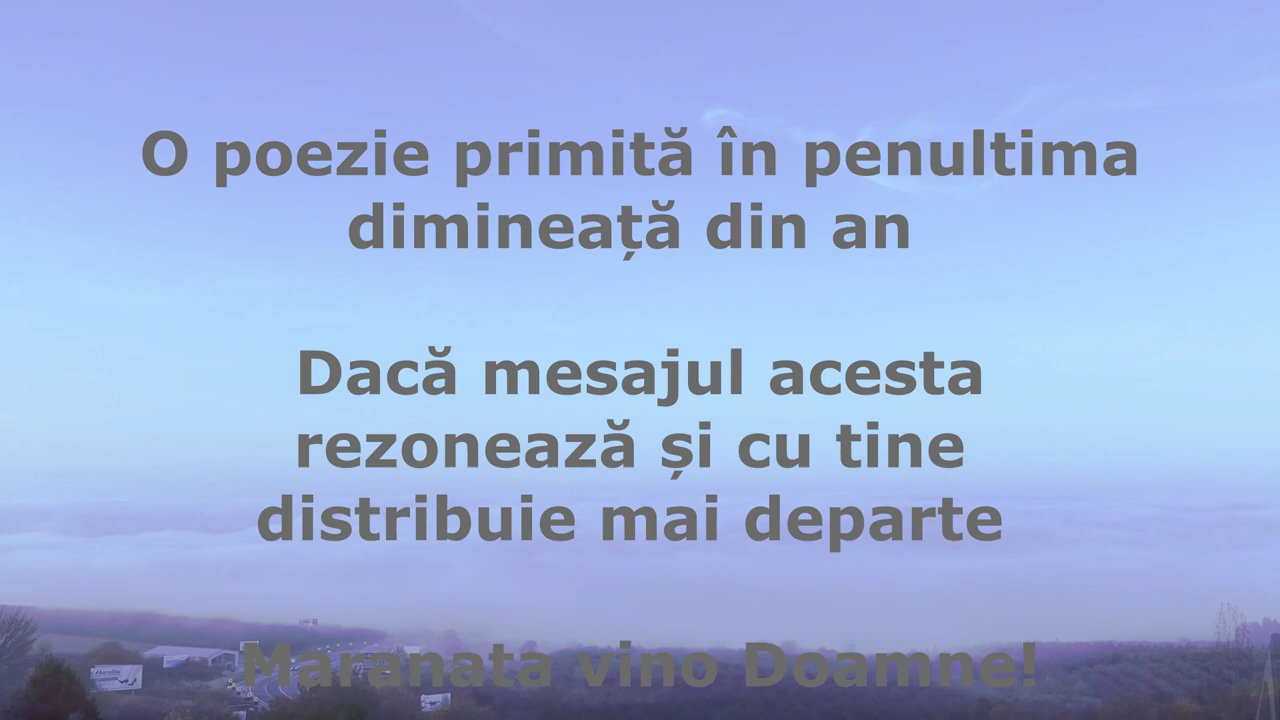 O poezie primită în penultima
dimineață din an
Dacă mesajul acesta
rezonează și cu tine
distribuie mai departe
Maranata vino Doamne!